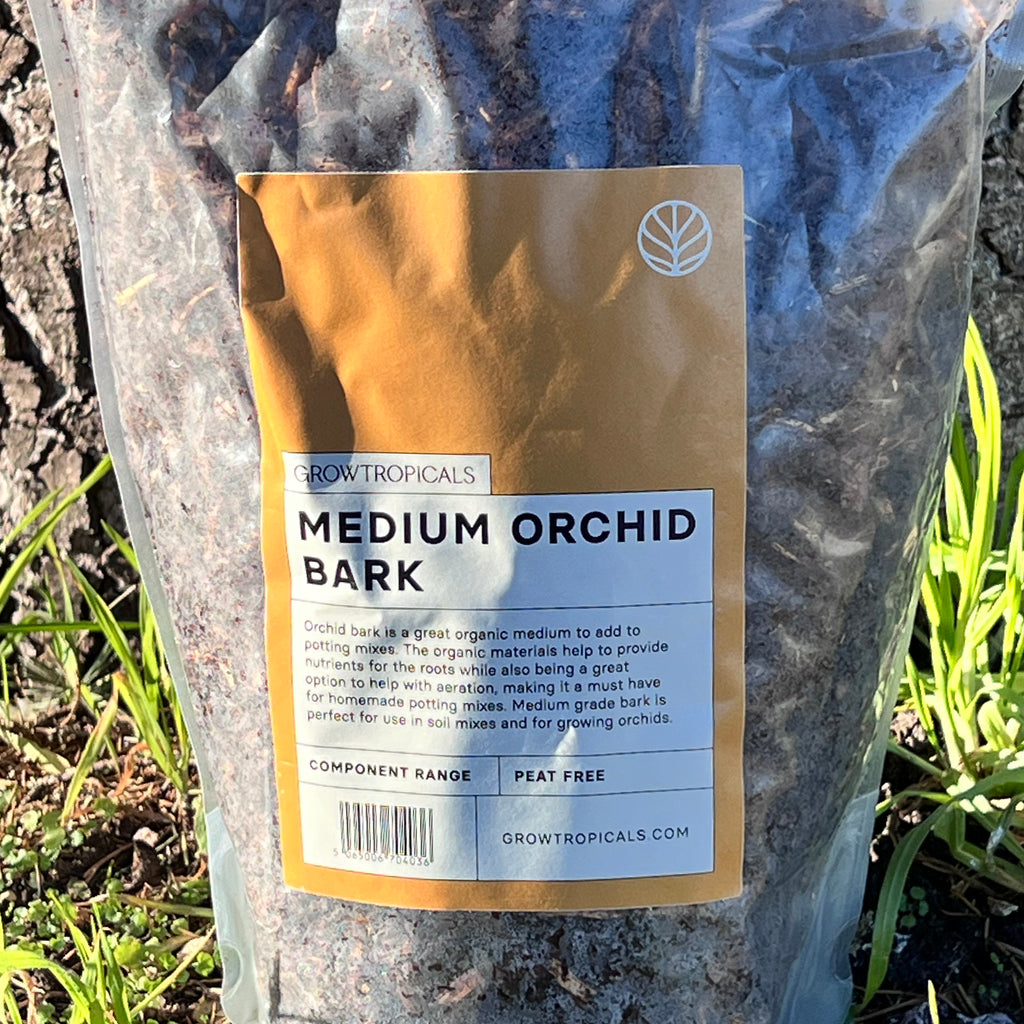 GROWTROPICALS
MEDIUM ORCHID
BARK
Orchid bark is a great organic medium to add to
potting mixes. The organic materials help to provide
nutrients for the roots while also being a great
option to help with aeration, making it a must have
for homemade potting mixes. Medium grade bark is
perfect for use in soil mixes and for growing orchids.
COMPONENT RANGE
PEAT FREE
5 065006 704036
GROWTROPICALS.COM